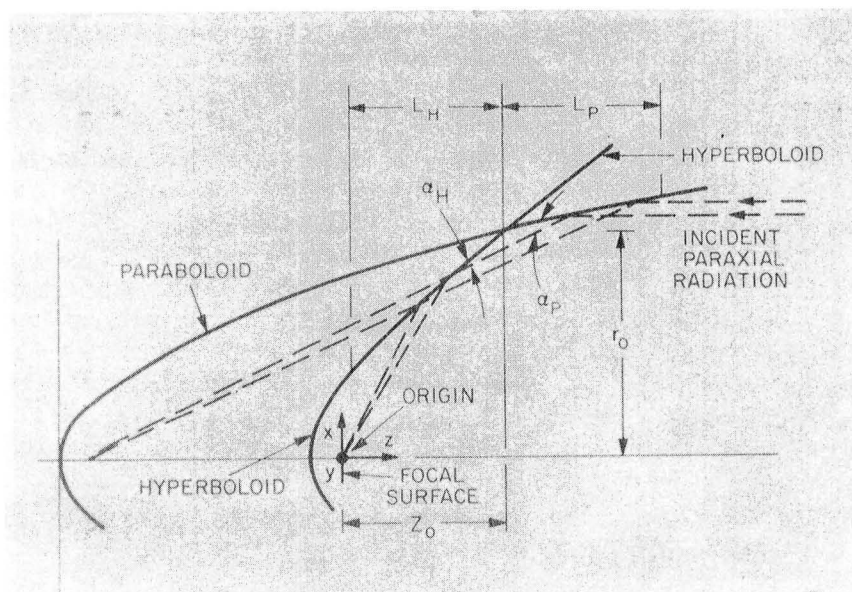 L_H
L_P
HYPERBOLOID
α_H
PARABOLOID
INCIDENT
PARAXIAL
RADIATION
α_P
r_0
ORIGIN
x
z
y
HYPERBOLOID
FOCAL
SURFACE
Z_0